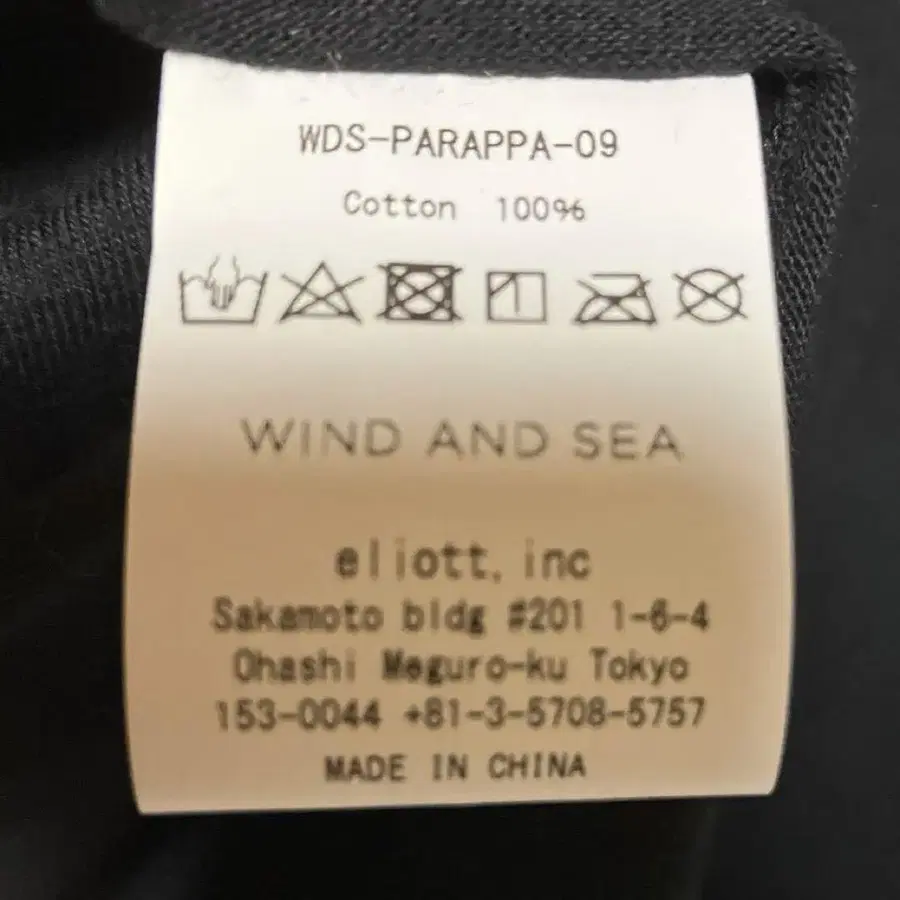 WDS-PARAPPA-09
Cotton 100%
WIND AND SEA
eliott, inc
Sakamoto bldg #201 1-6-4
Ohashi Meguro-ku Tokyo
153-0044 +81-3-5708-5757
MADE IN CHINA